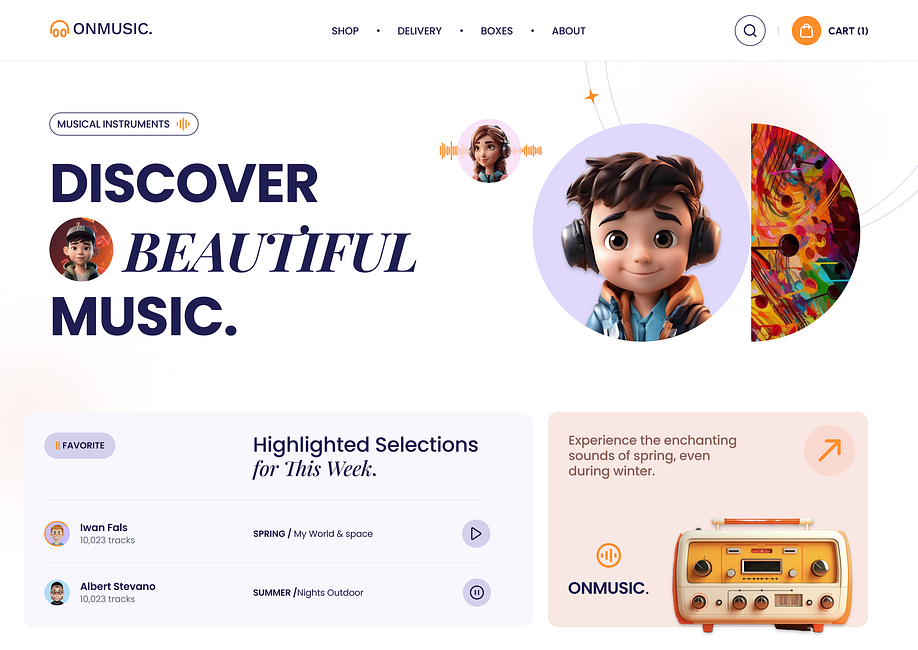 ONMUSIC.
SHOP • DELIVERY • BOXES • ABOUT
CART (1)
MUSICAL INSTRUMENTS
DISCOVER
BEAUTIFUL
MUSIC.
FAVORITE
Highlighted Selections
for This Week.
Iwan Fals
10,023 tracks
SPRING / My World & space
Albert Stevano
10,023 tracks
SUMMER /Nights Outdoor
Experience the enchanting
sounds of spring, even
during winter.
ONMUSIC.